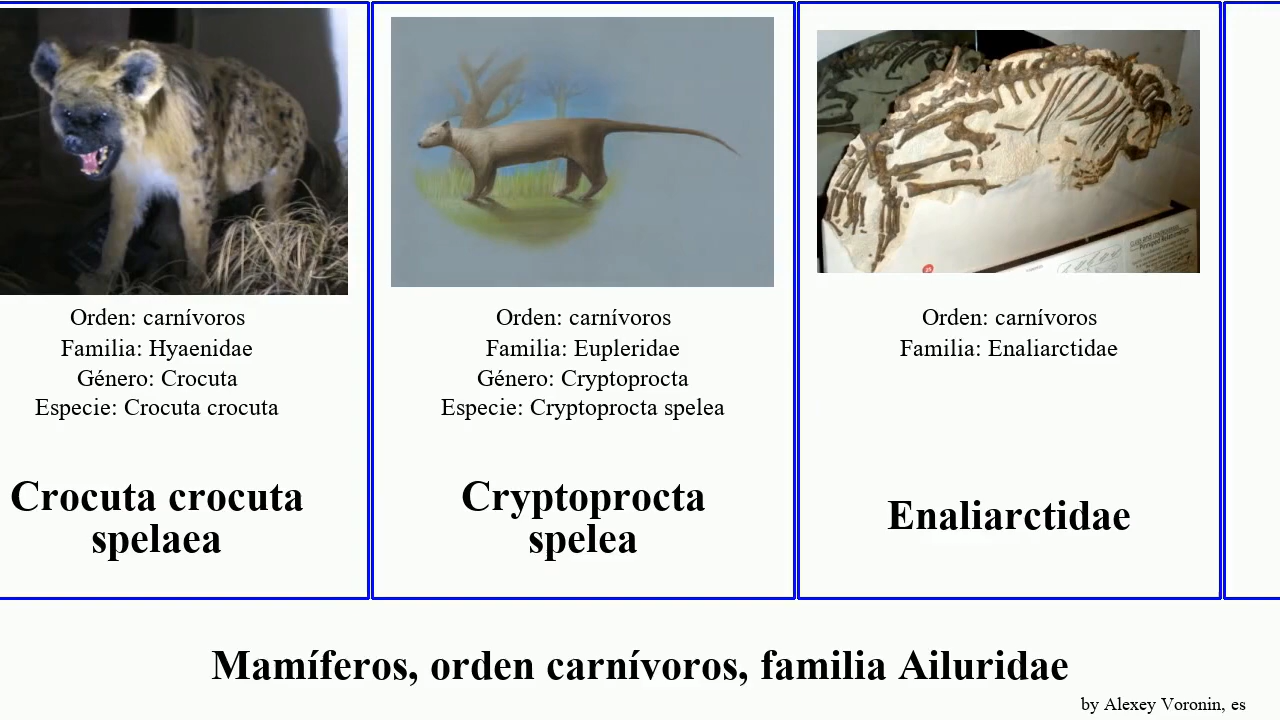 Orden: carnívoros
Familia: Hyaenidae
Género: Crocuta
Especie: Crocuta crocuta
Crocuta crocuta
spelaea
Orden: carnívoros
Familia: Eupleridae
Género: Cryptoprocta
Especie: Cryptoprocta spelea
Cryptoprocta
spelea
Orden: carnívoros
Familia: Enaliarctidae
Enaliarctidae
Mamíferos, orden carnívoros, familia Ailuridae
by Alexey Voronin, es